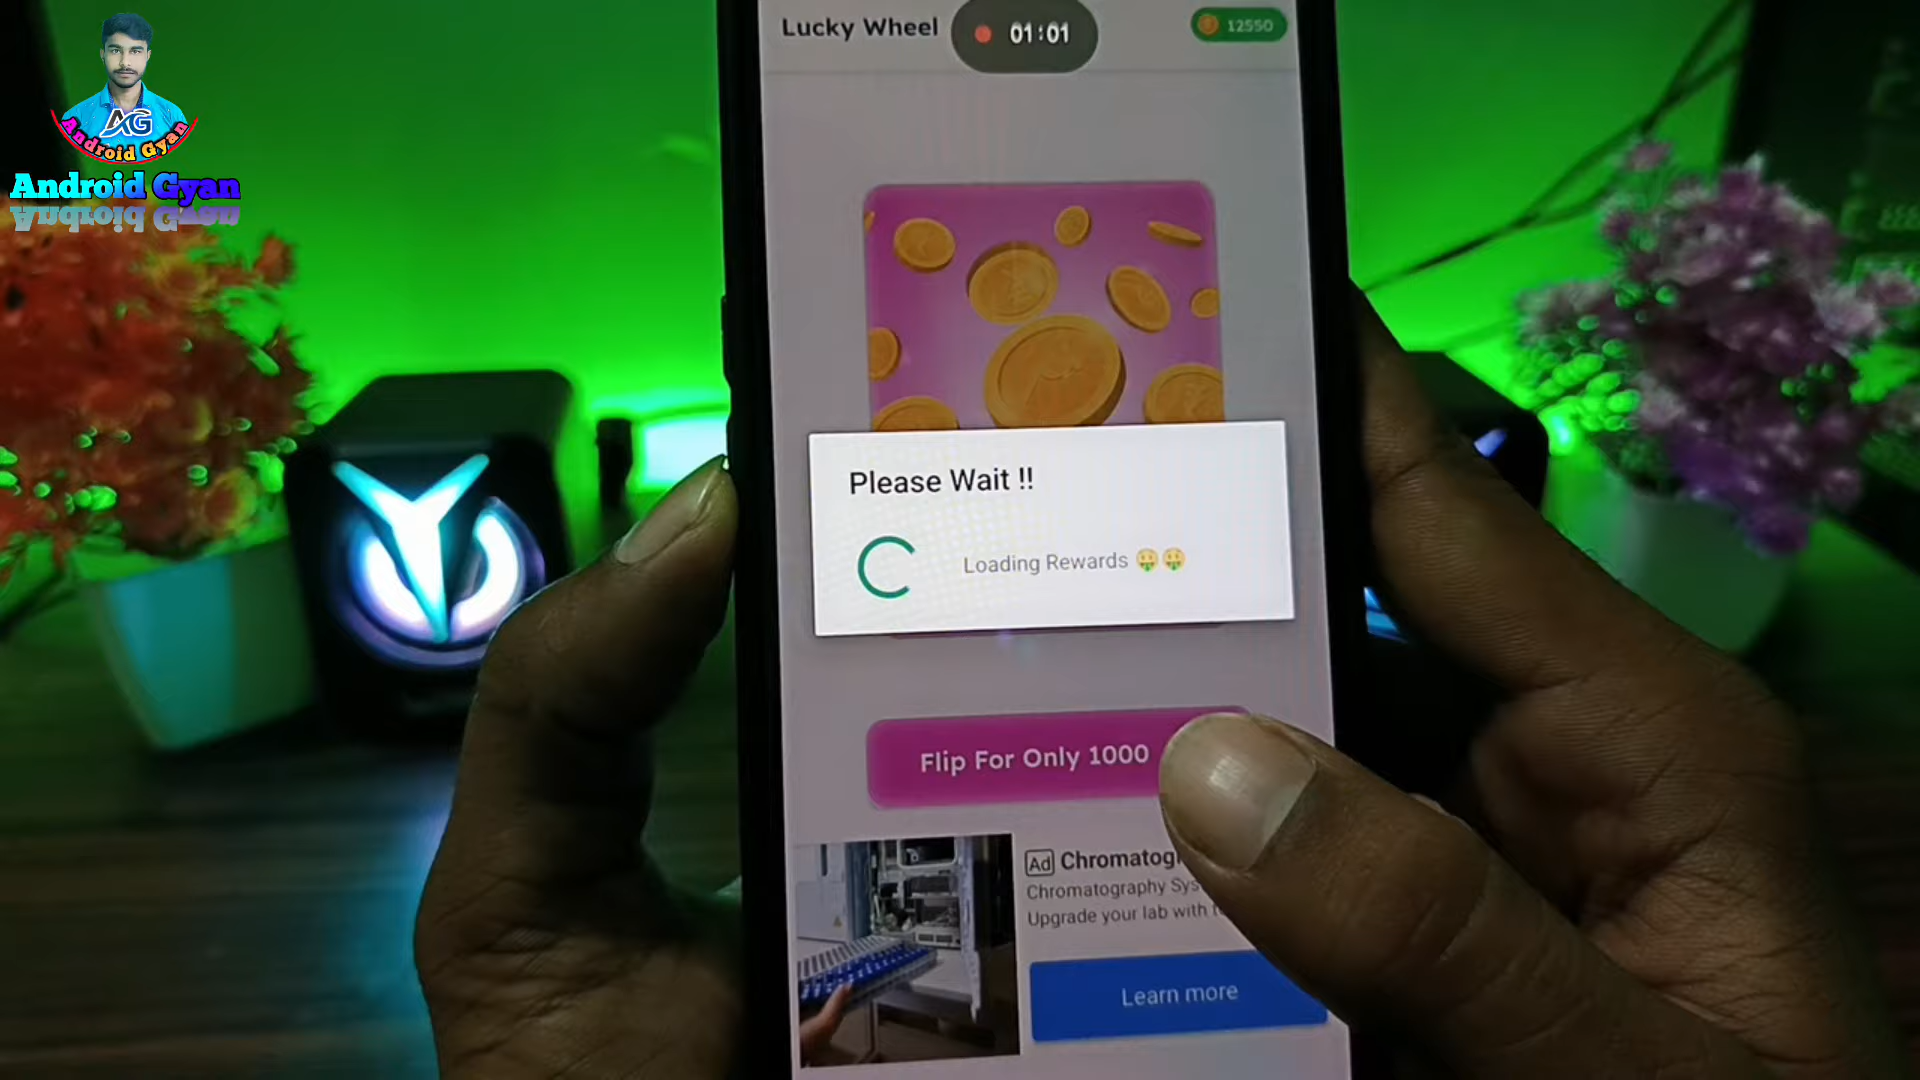 AG
Android Gyan
Android Gyan
Lucky Wheel
01:01
12550
Please Wait !!
Loading Rewards 🤑🤑
Flip For Only 1000
Ad Chromatog
Chromatography Sys
Upgrade your lab with
Learn more